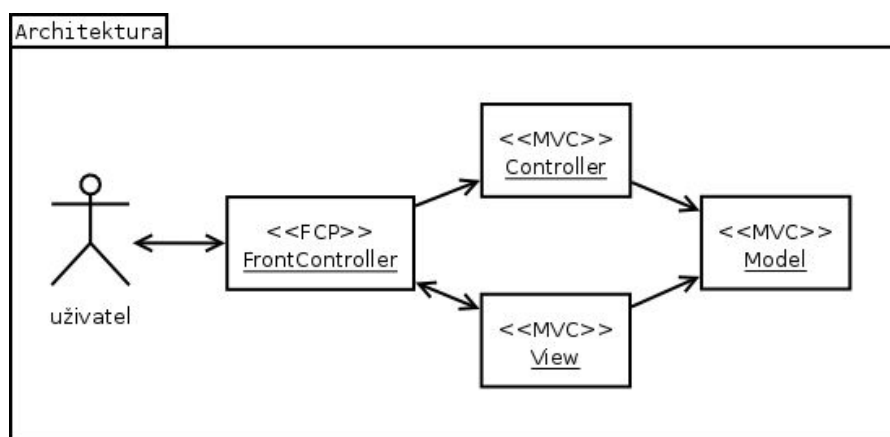 Architektura
<<MVC>>
Controller
<<FCP>>
FrontController
<<MVC>>
Model
uživatel
<<MVC>>
View